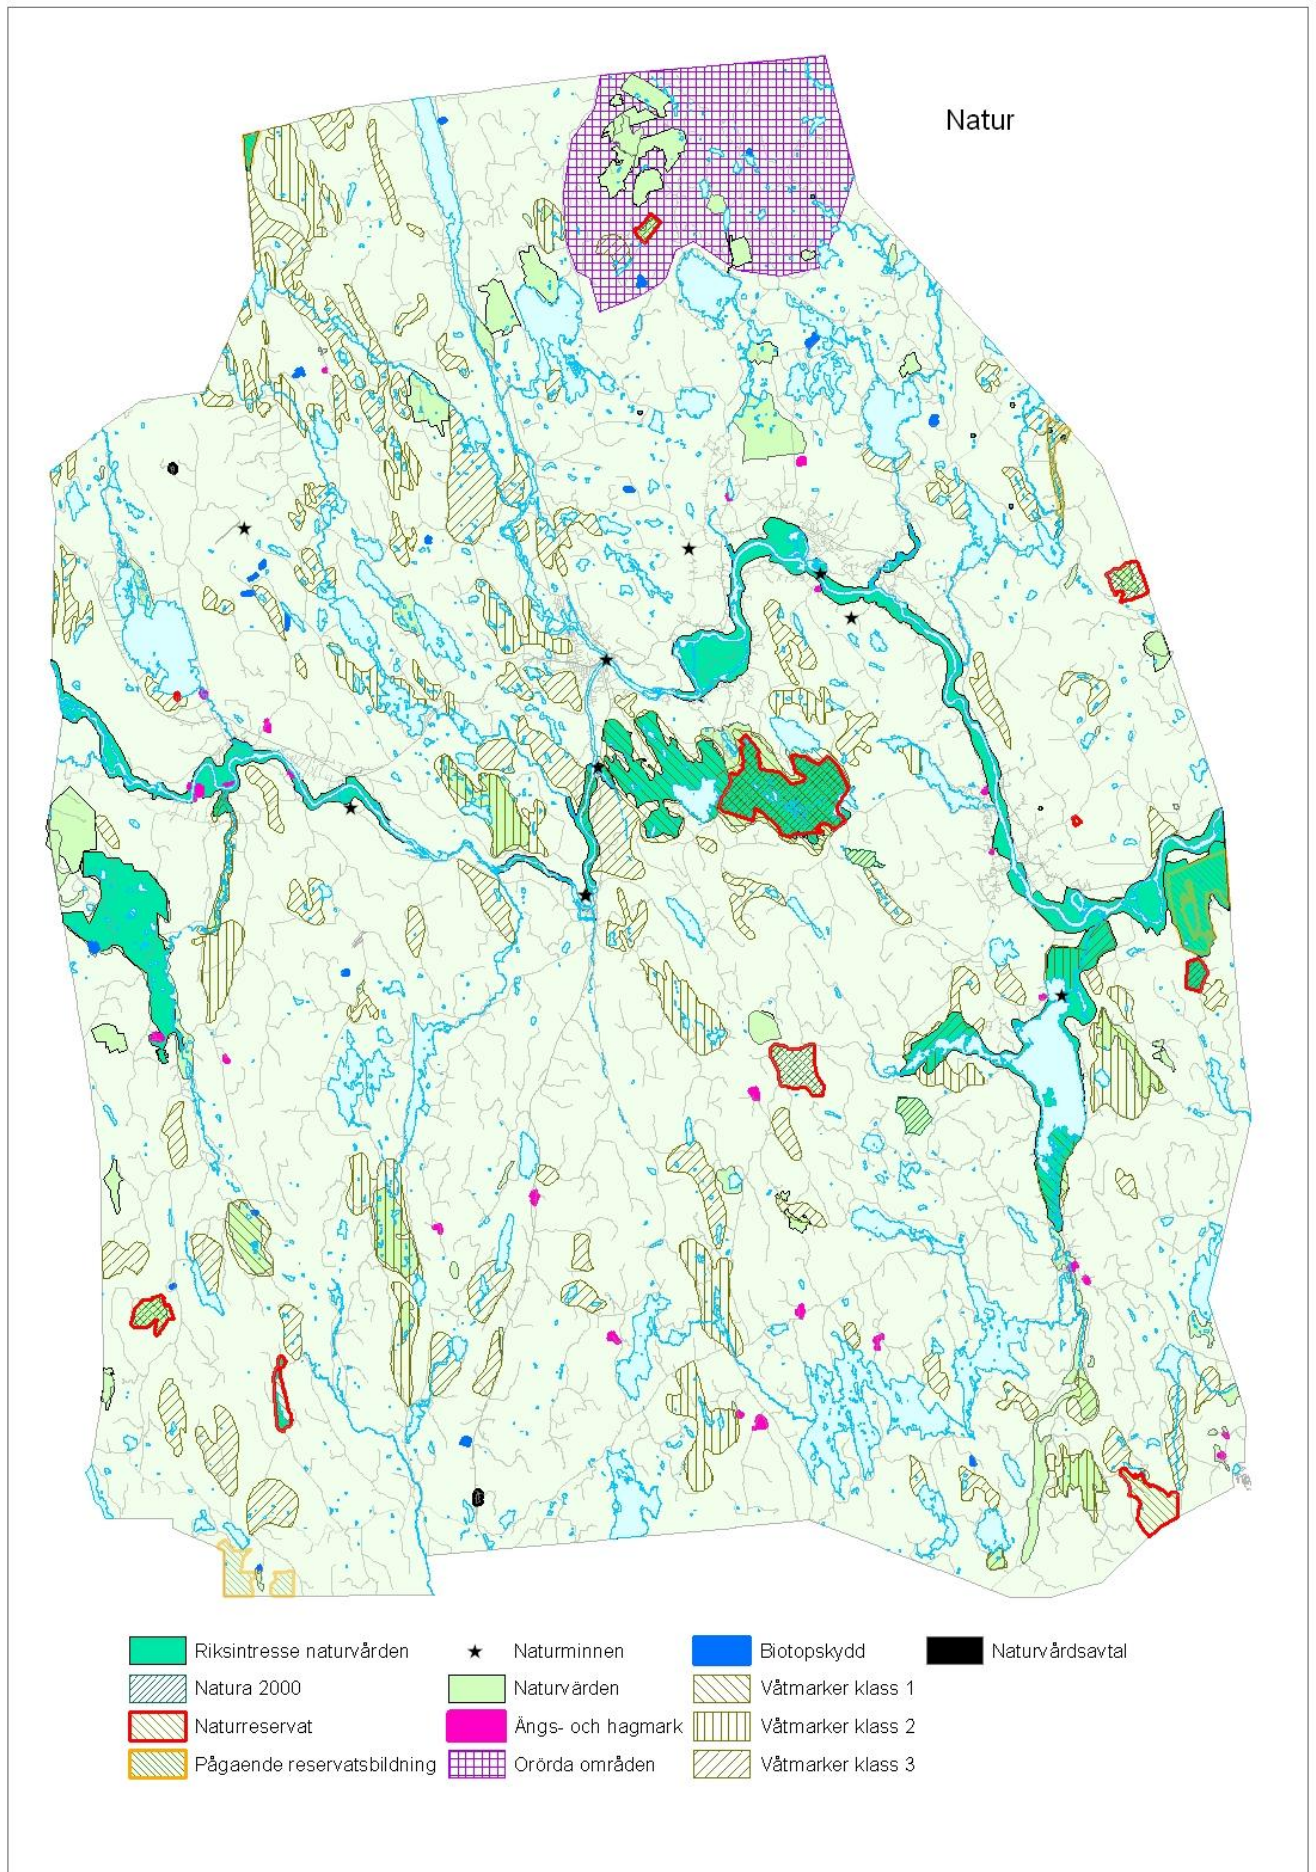 Natur
Riksintresse naturvården
Naturminnen
Biotopskydd
Naturvårdsavtal
Natura 2000
Naturvärden
Våtmarker klass 1
Naturreservat
Ängs- och hagmark
Våtmarker klass 2
Pågaende reservatsbildning
Orörda områden
Våtmarker klass 3